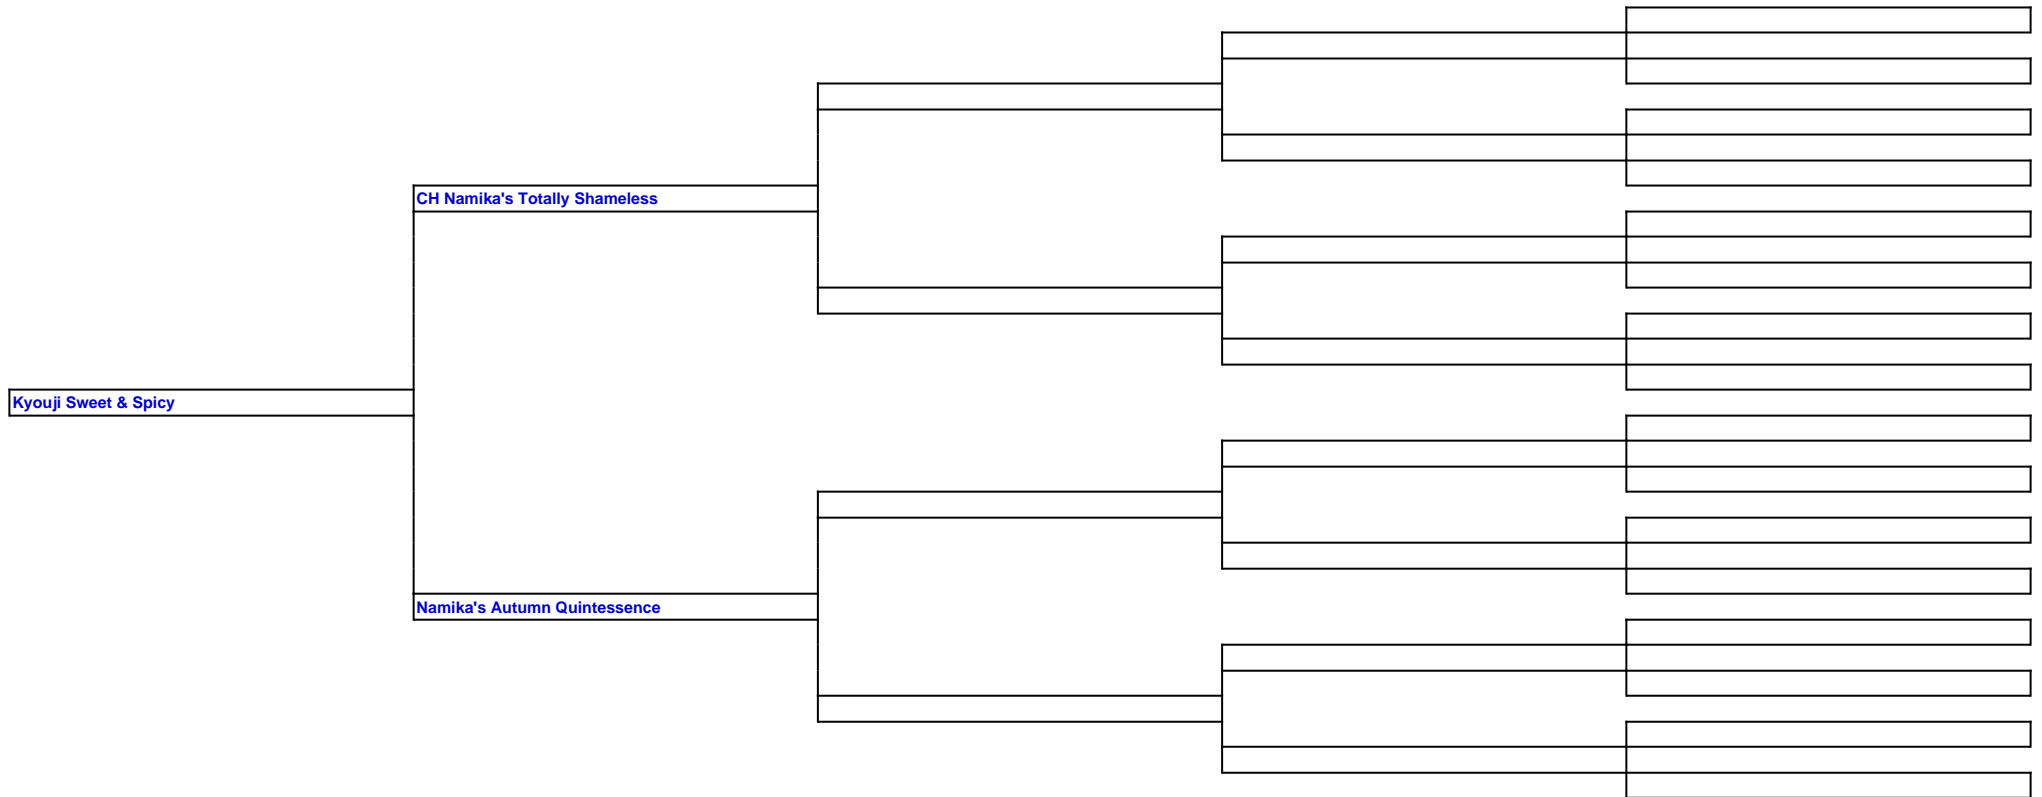 CH Namika's Totally Shameless
Kyouji Sweet & Spicy
Namika's Autumn Quintessence